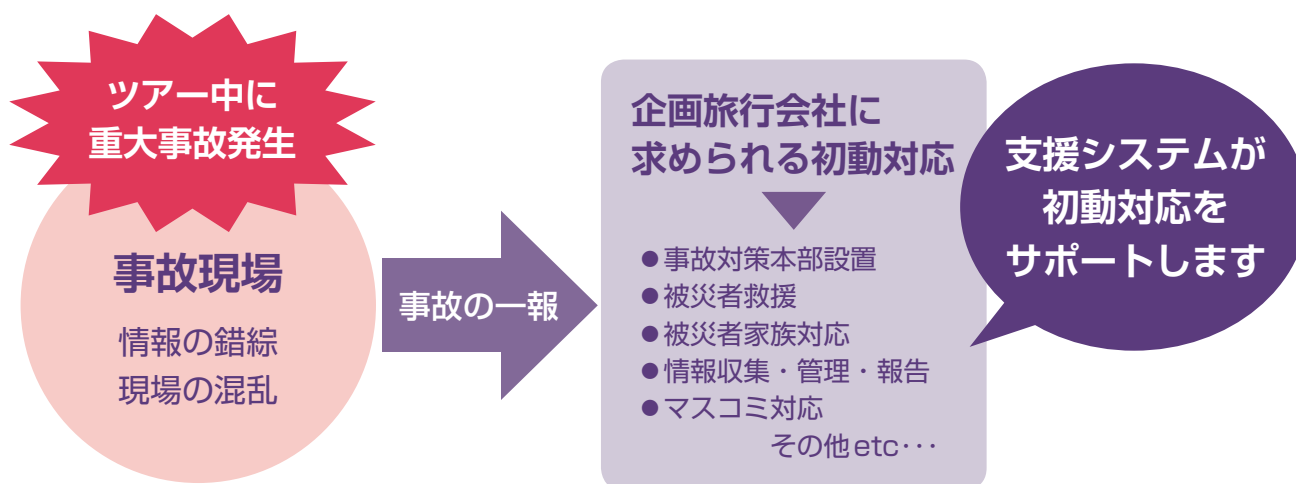 ツアー中に
重大事故発生
事故現場
情報の錯綜
現場の混乱
事故の一報
企画旅行会社に
求められる初動対応
●事故対策本部設置
●被災者救援
●被災者家族対応
●情報収集・管理・報告
●マスコミ対応
その他etc･･･
支援システムが
初動対応を
サポートします